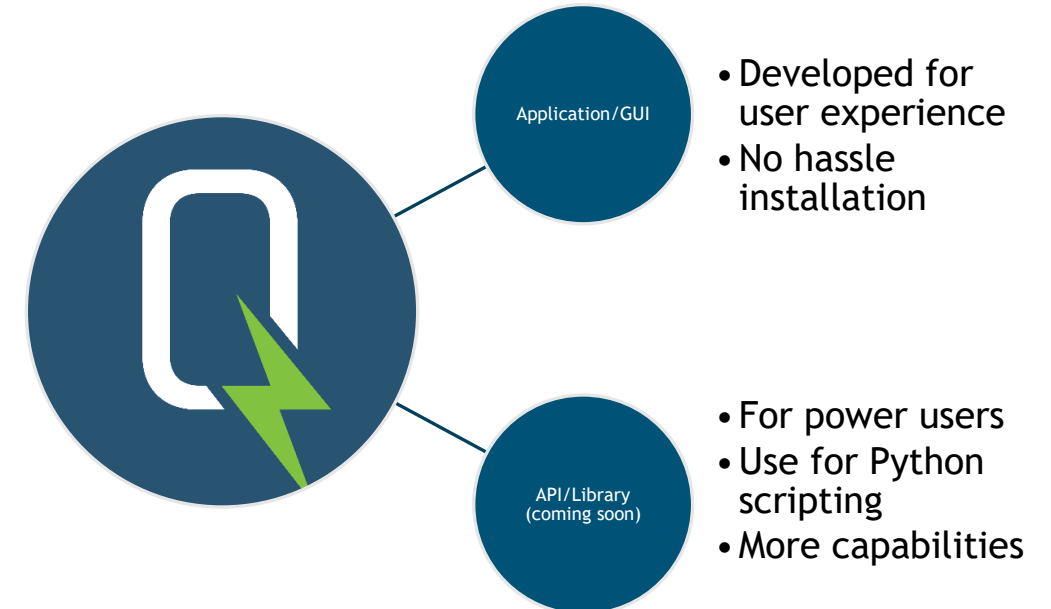 Application/GUI
• Developed for
user experience
• No hassle
installation
API/Library
(coming soon)
• For power users
• Use for Python
scripting
• More capabilities